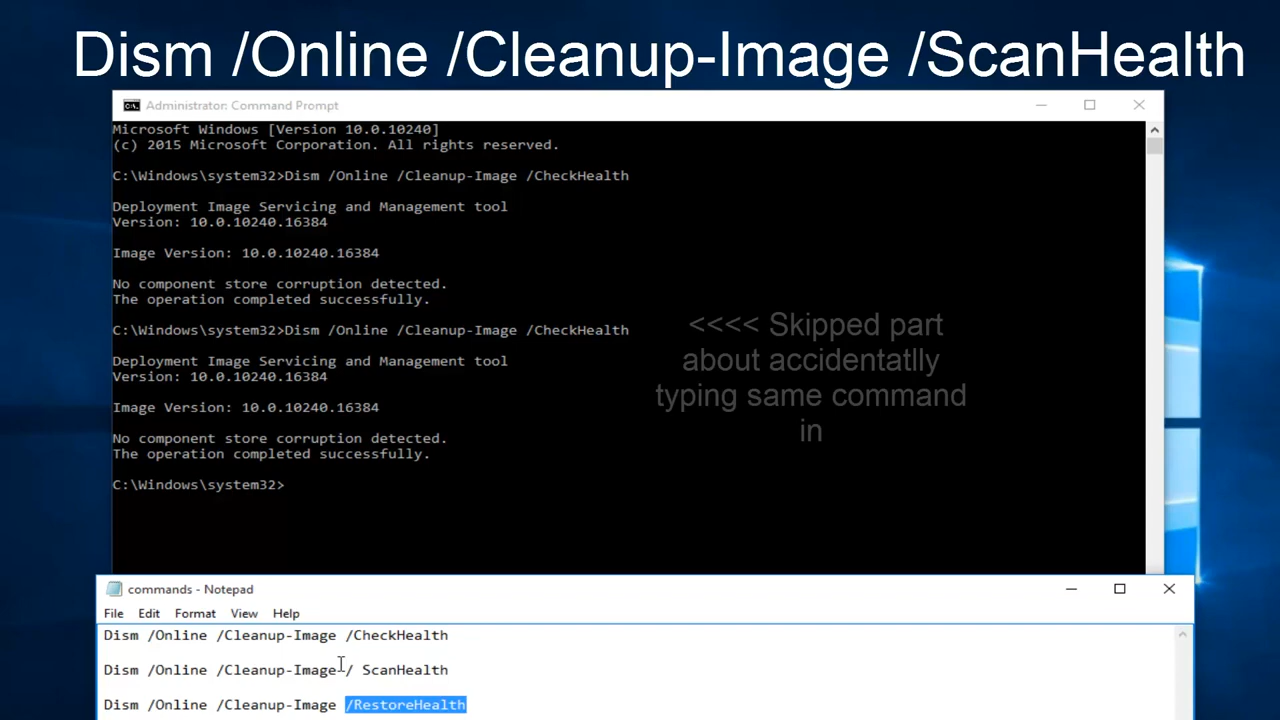 Dism /Online /Cleanup-Image /ScanHealth
Administrator: Command Prompt
Microsoft Windows [Version 10.0.10240]
(c) 2015 Microsoft Corporation. All rights reserved.
C:\Windows\system32>Dism /Online /Cleanup-Image /CheckHealth
Deployment Image Servicing and Management tool
Version: 10.0.10240.16384
Image Version: 10.0.10240.16384
No component store corruption detected.
The operation completed successfully.
C:\Windows\system32>Dism /Online /Cleanup-Image /CheckHealth
Deployment Image Servicing and Management tool
Version: 10.0.10240.16384
Image Version: 10.0.10240.16384
No component store corruption detected.
The operation completed successfully.
C:\Windows\system32>
<<<< Skipped part
about accidentatlly
typing same command
in
commands - Notepad
File Edit Format View Help
Dism /Online /Cleanup-Image /CheckHealth
Dism /Online /Cleanup-Image / ScanHealth
Dism /Online /Cleanup-Image /RestoreHealth